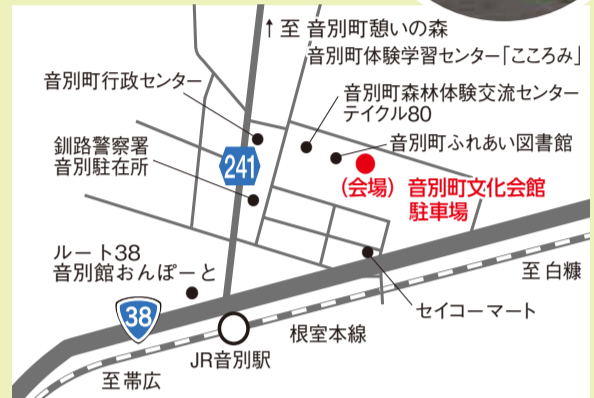 ↑至 音別町憩いの森
音別町体験学習センター「こころみ」
音別町行政センター
音別町森林体験交流センター
テイクル80
音別町ふれあい図書館
釧路警察署
音別駐在所
241
(会場) 音別町文化会館
駐車場
ルート38
音別館おんぽーと
至白糠
セイコーマート
38
根室本線
JR音別駅
至帯広